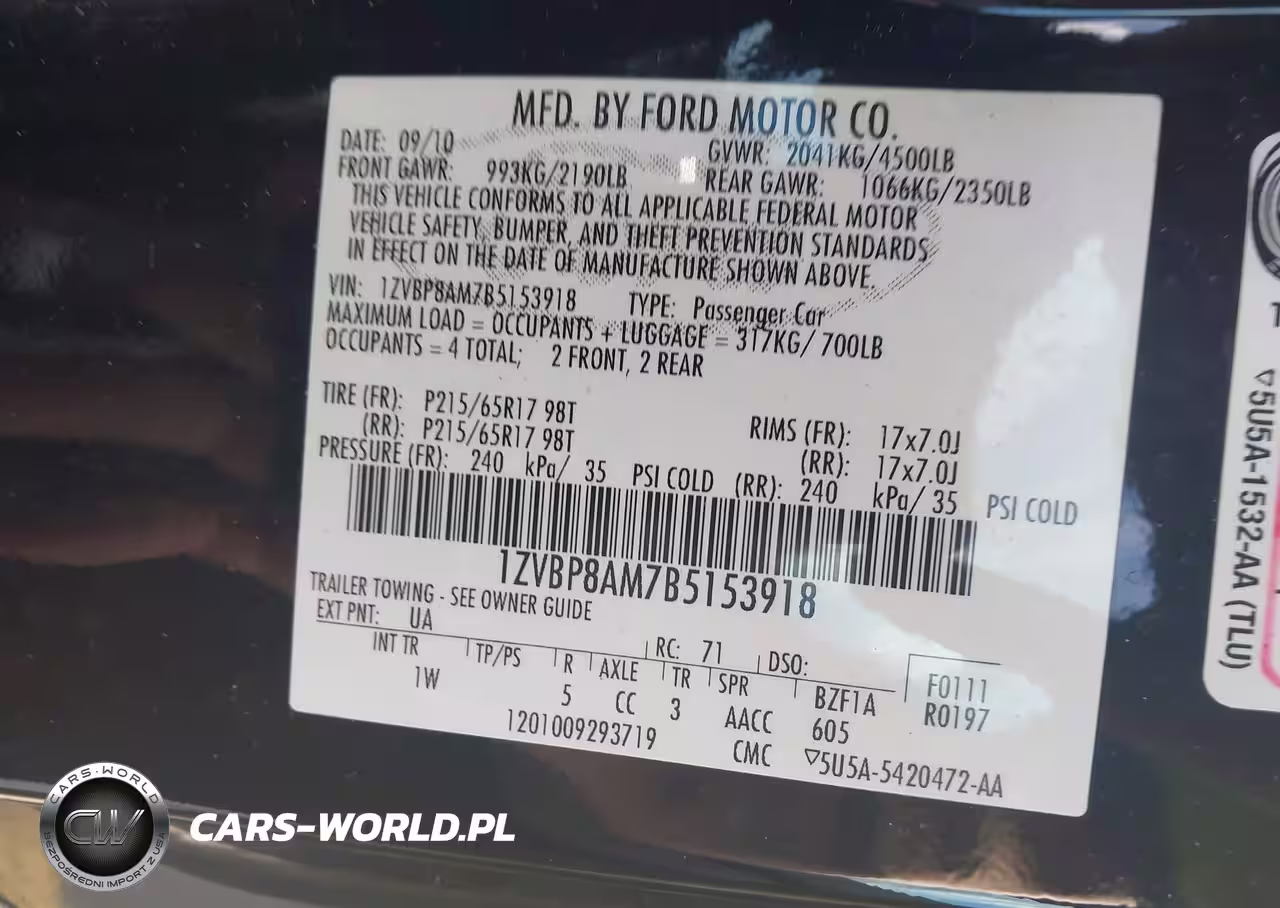 MFD. BY FORD MOTOR CO.
DATE: 09/10 GVWR: 2041KG/4500LB
FRONT GAWR: 993KG/2190LB REAR GAWR: 1066KG/2350LB
THIS VEHICLE CONFORMS TO ALL APPLICABLE FEDERAL MOTOR
VEHICLE SAFETY, BUMPER, AND THEFT PREVENTION STANDARDS
IN EFFECT ON THE DATE OF MANUFACTURE SHOWN ABOVE.
VIN: 1ZVBP8AM7B5153918 TYPE: Passenger Car
MAXIMUM LOAD = OCCUPANTS + LUGGAGE = 317KG/700LB
OCCUPANTS = 4 TOTAL; 2 FRONT, 2 REAR
TIRE (FR): P215/65R17 98T RIMS (FR): 17x7.0J
(RR): P215/65R17 98T (RR): 17x7.0J
PRESSURE (FR): 240 kPa/ 35 PSI COLD (RR): 240 kPa/ 35 PSI COLD
1ZVBP8AM7B5153918
TRAILER TOWING - SEE OWNER GUIDE
EXT PNT: UA RC: 71 DSO:
INT TR TP/PS R AXLE TR SPR BZF1A F0111
1W 5 CC 3 AACC 605 R0197
1201009293719 CMC ▽5U5A-5420472-AA
▽5U5A-1532-AA (TLU)
CARS-WORLD
CW
BEZPOŚREDNI IMPORT Z USA
CARS-WORLD.PL